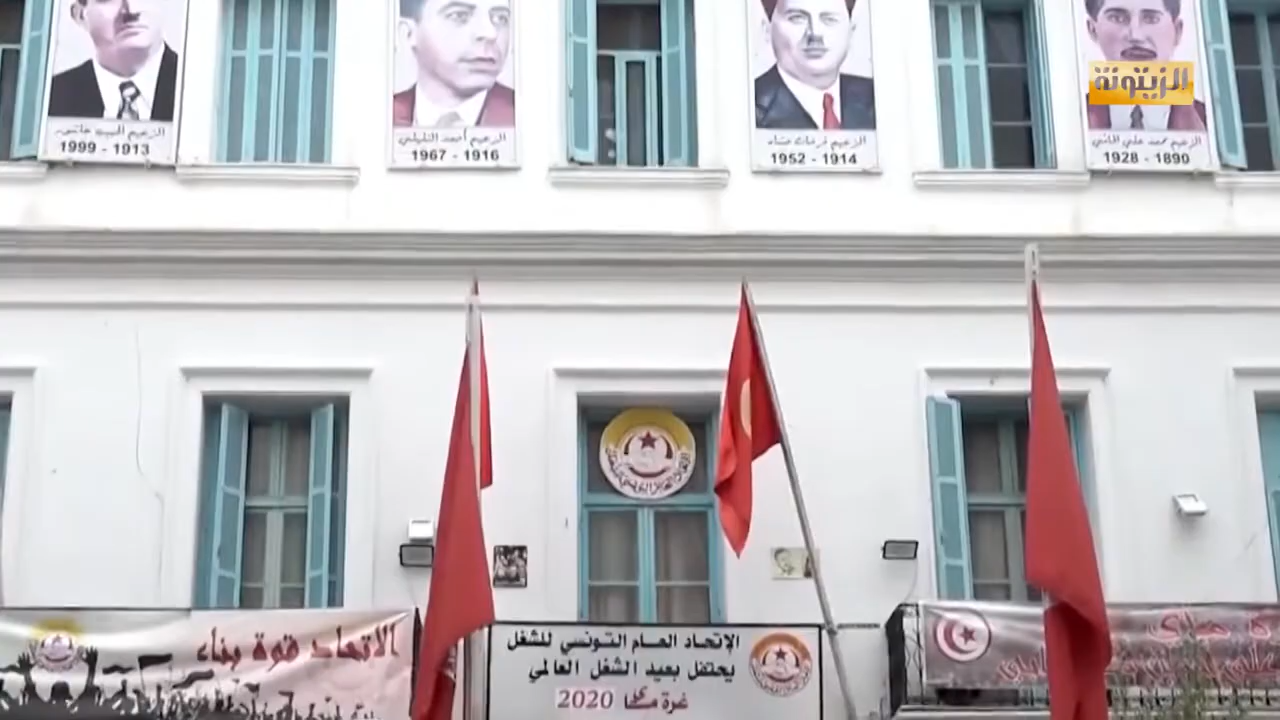 الزيتونة
الزعيم الحبيب عاشور
1999 - 1913
الزعيم أحمد التليلي
1967 - 1916
الزعيم فرحات حشاد
1952 - 1914
الزعيم محمد علي الحامي
1928 - 1890
الاتحاد قوة بناء
الإتحاد العام التونسي للشغل
يحتفل بعيد الشغل العالمي
غرة ماي 2020